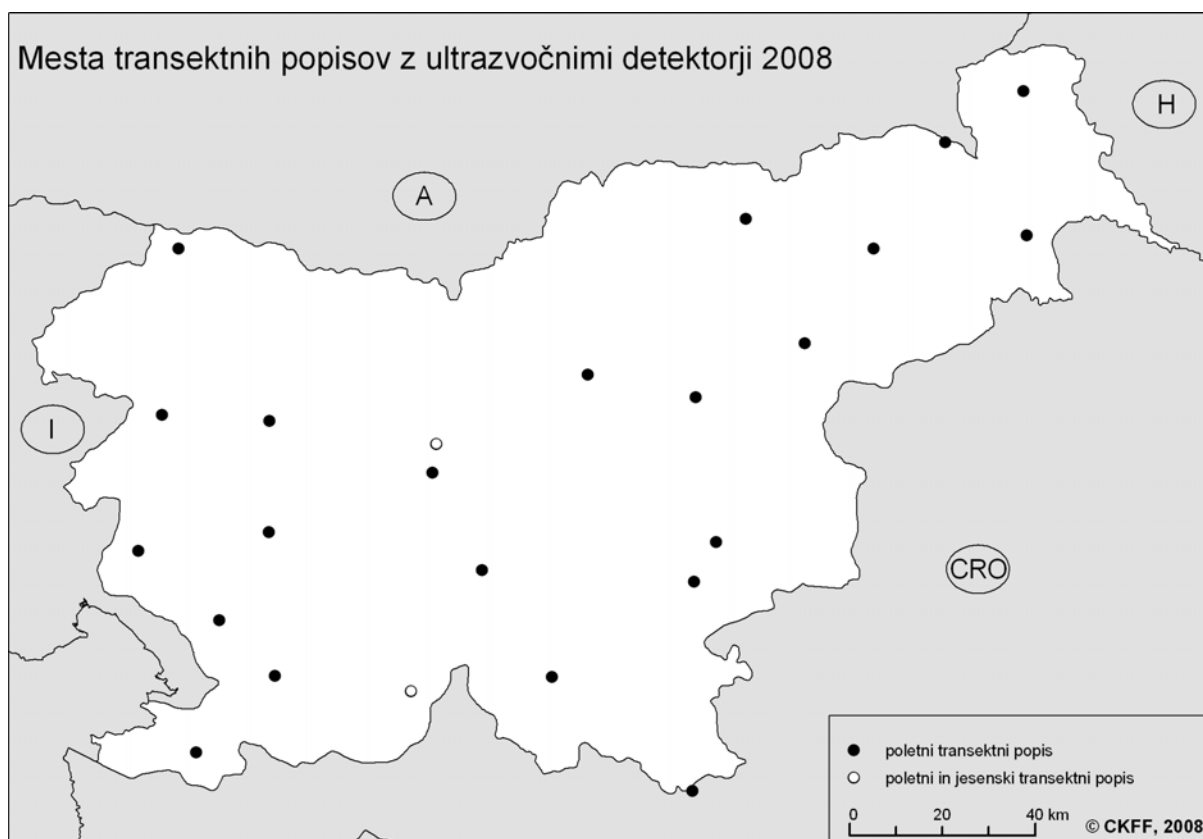 Mesta transektnih popisov z ultrazvočnimi detektorji 2008
H
A
I
CRO
poletni transektni popis
poletni in jesenski transektni popis
0 20 40 km
© CKFF, 2008